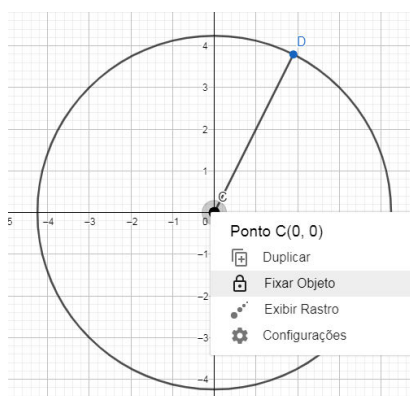 4
D
3
2
1
C
5 -4 -3 -2 -1 0
Ponto C(0, 0)
-1
Duplicar
Fixar Objeto
-2
Exibir Rastro
-3
Configurações
-4